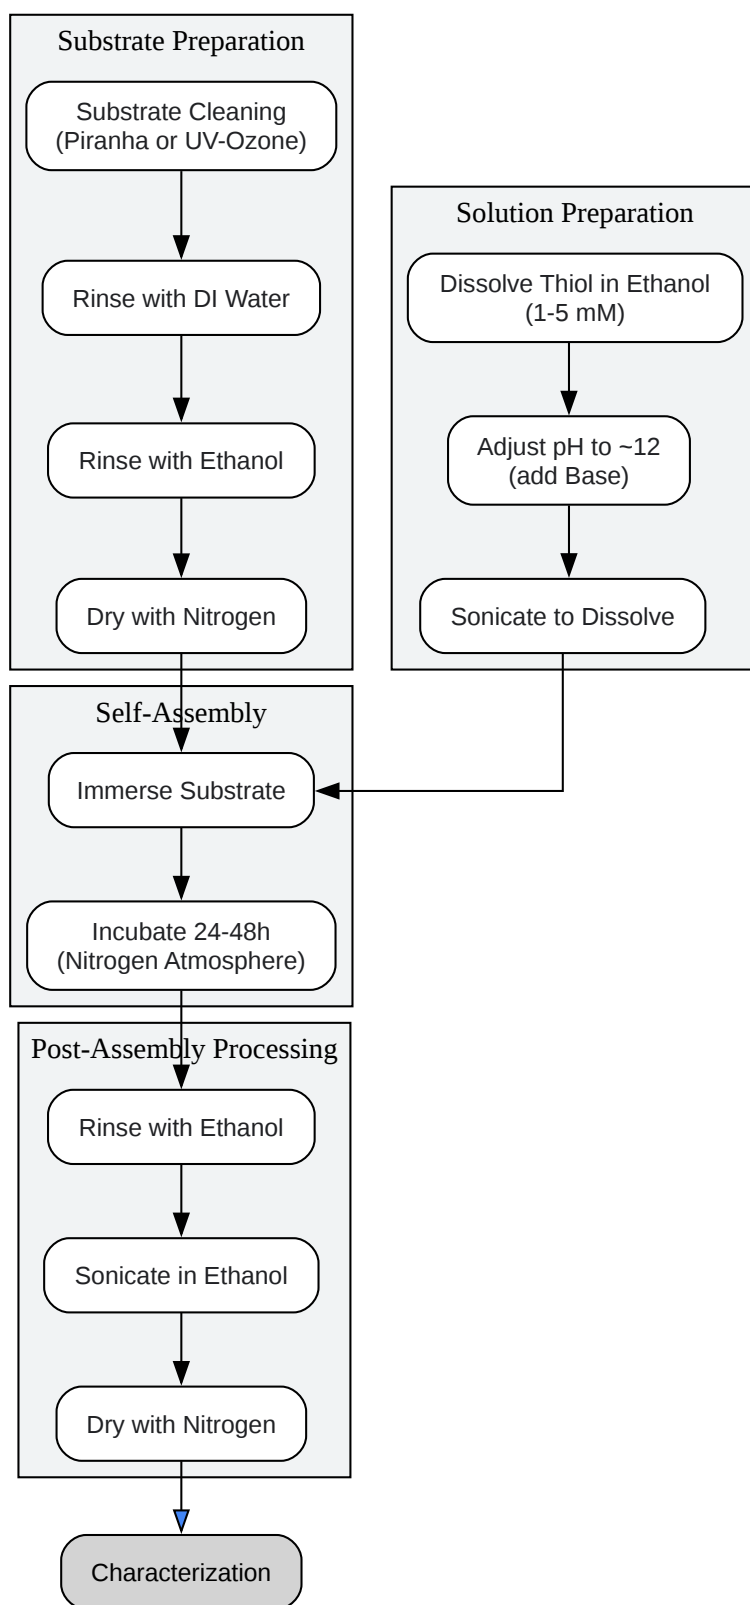 Substrate Preparation
Substrate Cleaning
(Piranha or UV-Ozone)
Rinse with DI Water
Rinse with Ethanol
Dry with Nitrogen
Solution Preparation
Dissolve Thiol in Ethanol
(1-5 mM)
Adjust pH to ~12
(add Base)
Sonicate to Dissolve
Self-Assembly
Immerse Substrate
Incubate 24-48h
(Nitrogen Atmosphere)
Post-Assembly Processing
Rinse with Ethanol
Sonicate in Ethanol
Dry with Nitrogen
Characterization